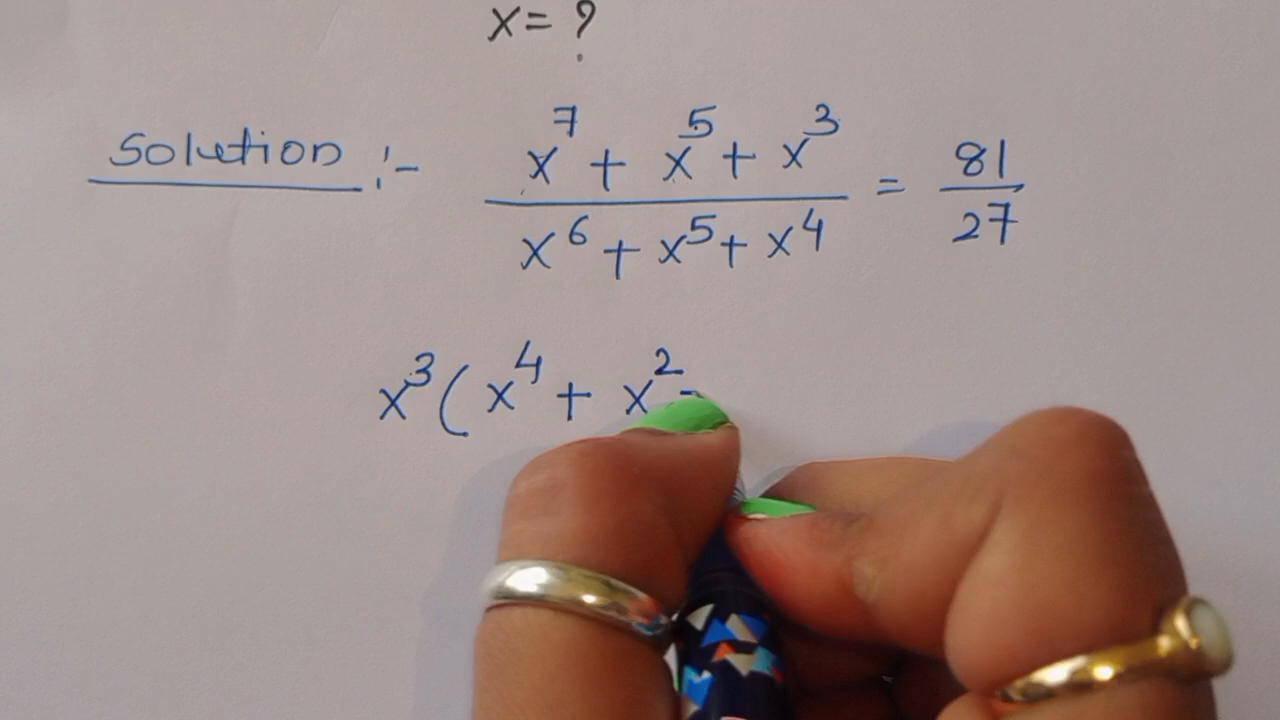 x = ?
Solution :- x⁷ + x⁵ + x³ / x⁶ + x⁵ + x⁴ = 81 / 27
x³ ( x⁴ + x²